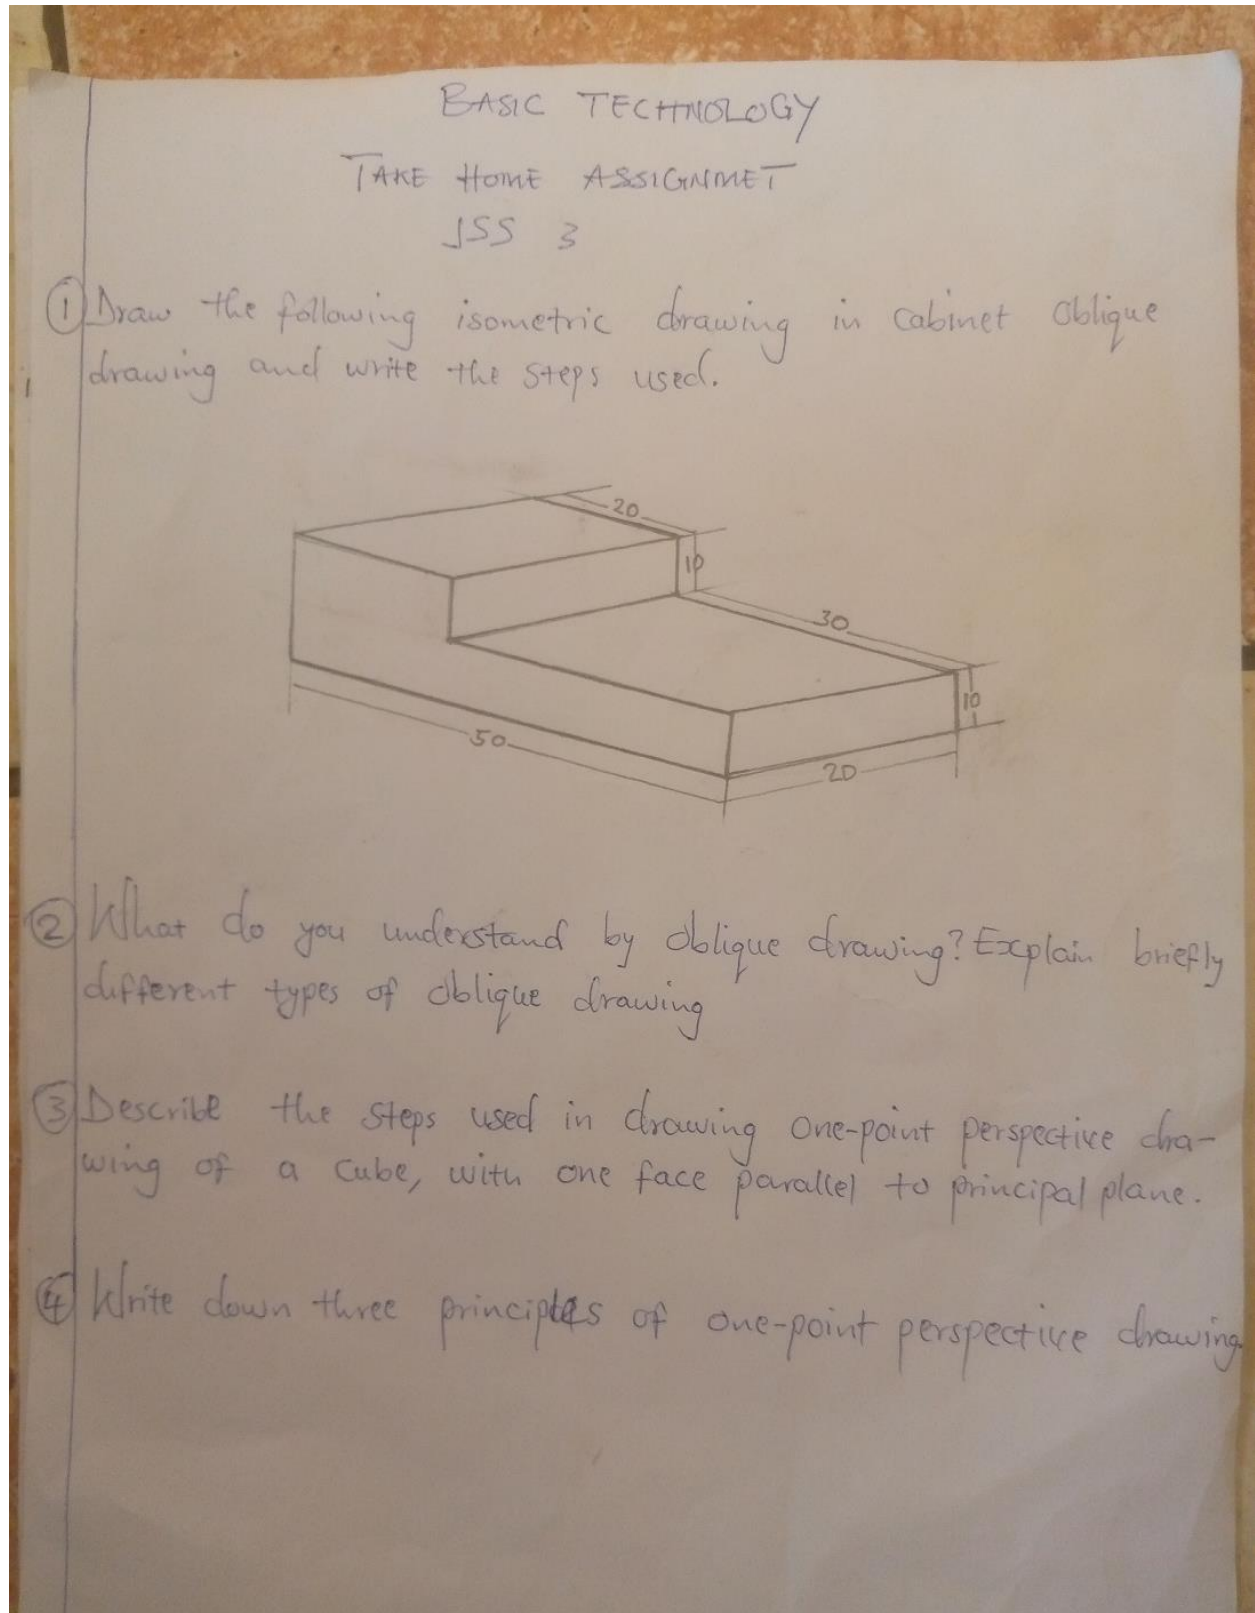 BASIC TECHNOLOGY
TAKE HOME ASSIGNMET
JSS 3
① Draw the following isometric drawing in cabinet oblique
drawing and write the steps used.
20
10
30
10
50
20
② What do you understand by oblique drawing? Explain briefly
different types of oblique drawing
③ Describe the steps used in drawing one-point perspective dra-
wing of a cube, with one face parallel to principal plane.
④ Write down three principles of one-point perspective drawing.